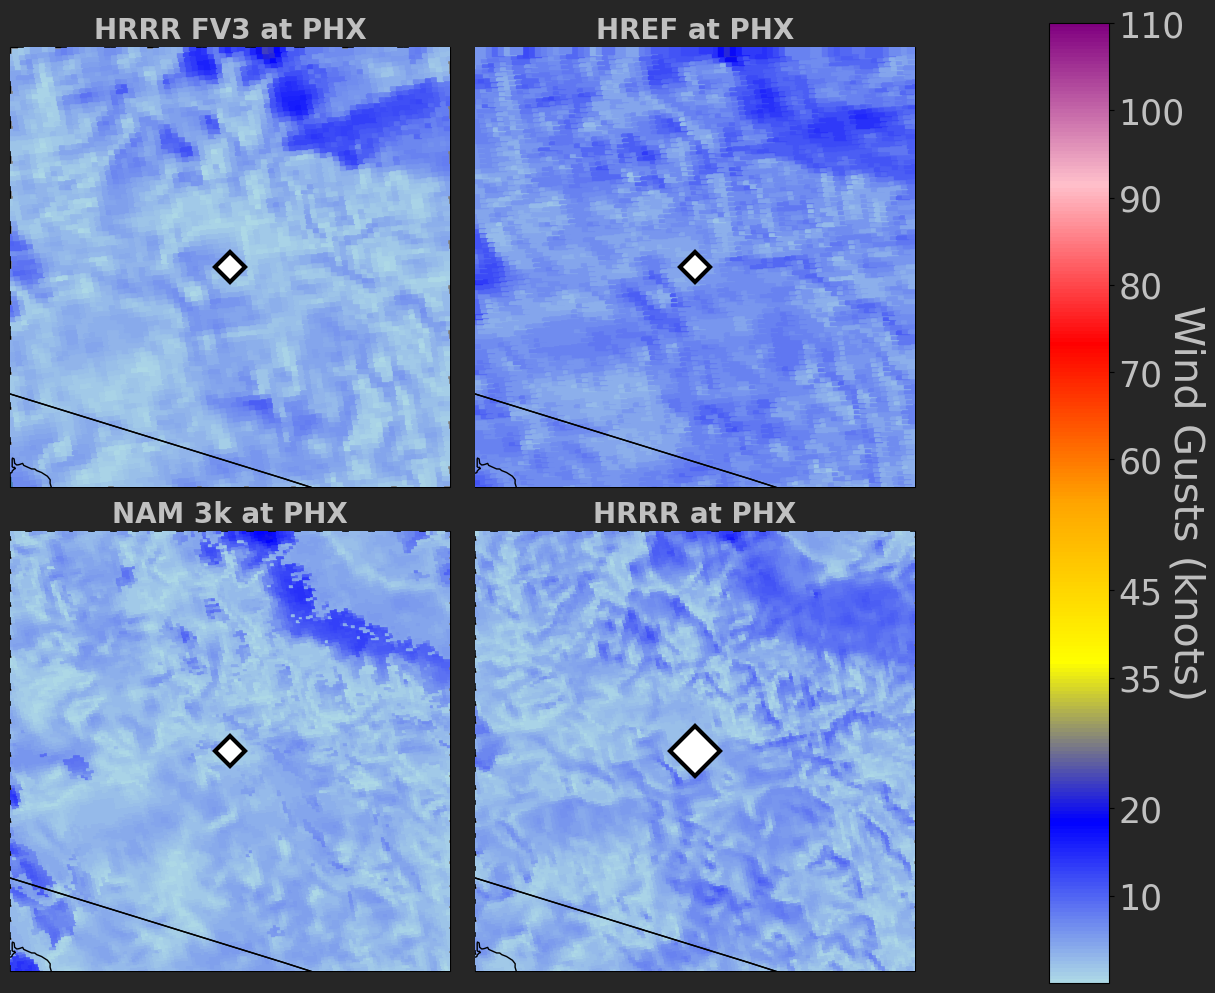 HRRR FV3 at PHX
HREF at PHX
NAM 3k at PHX
HRRR at PHX
110
100
90
80
70
60
45
35
20
10
Wind Gusts (knots)